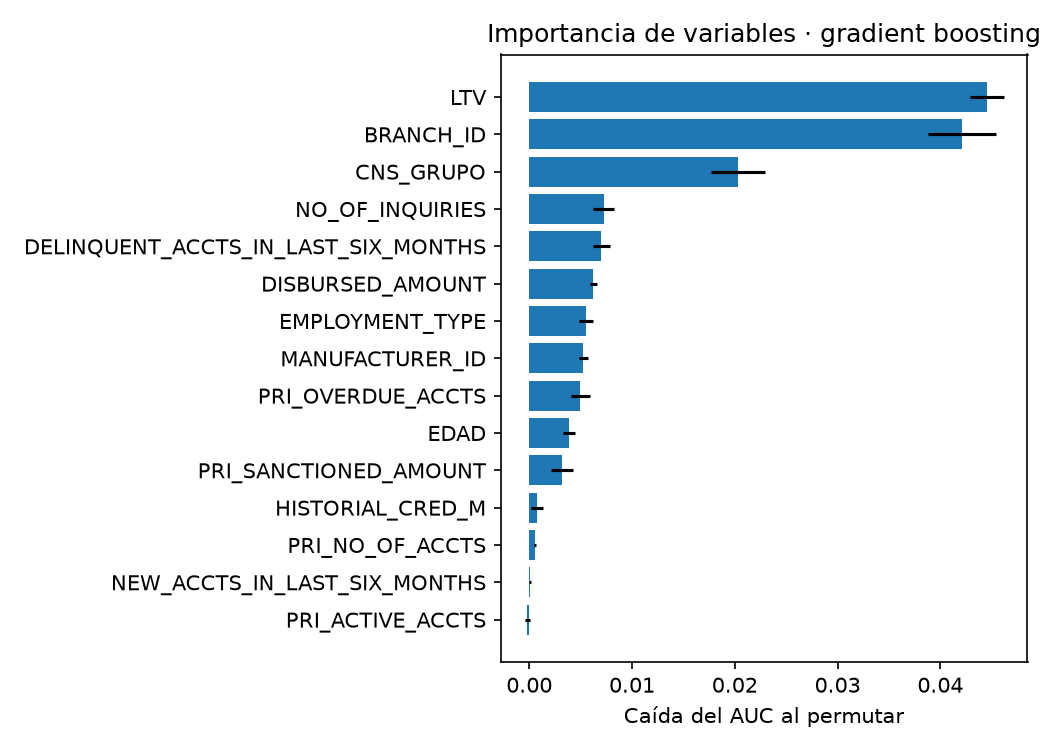 Importancia de variables · gradient boosting
LTV
BRANCH_ID
CNS_GRUPO
NO_OF_INQUIRIES
DELINQUENT_ACCTS_IN_LAST_SIX_MONTHS
DISBURSED_AMOUNT
EMPLOYMENT_TYPE
MANUFACTURER_ID
PRI_OVERDUE_ACCTS
EDAD
PRI_SANCTIONED_AMOUNT
HISTORIAL_CRED_M
PRI_NO_OF_ACCTS
NEW_ACCTS_IN_LAST_SIX_MONTHS
PRI_ACTIVE_ACCTS
0.00 0.01 0.02 0.03 0.04
Caída del AUC al permutar